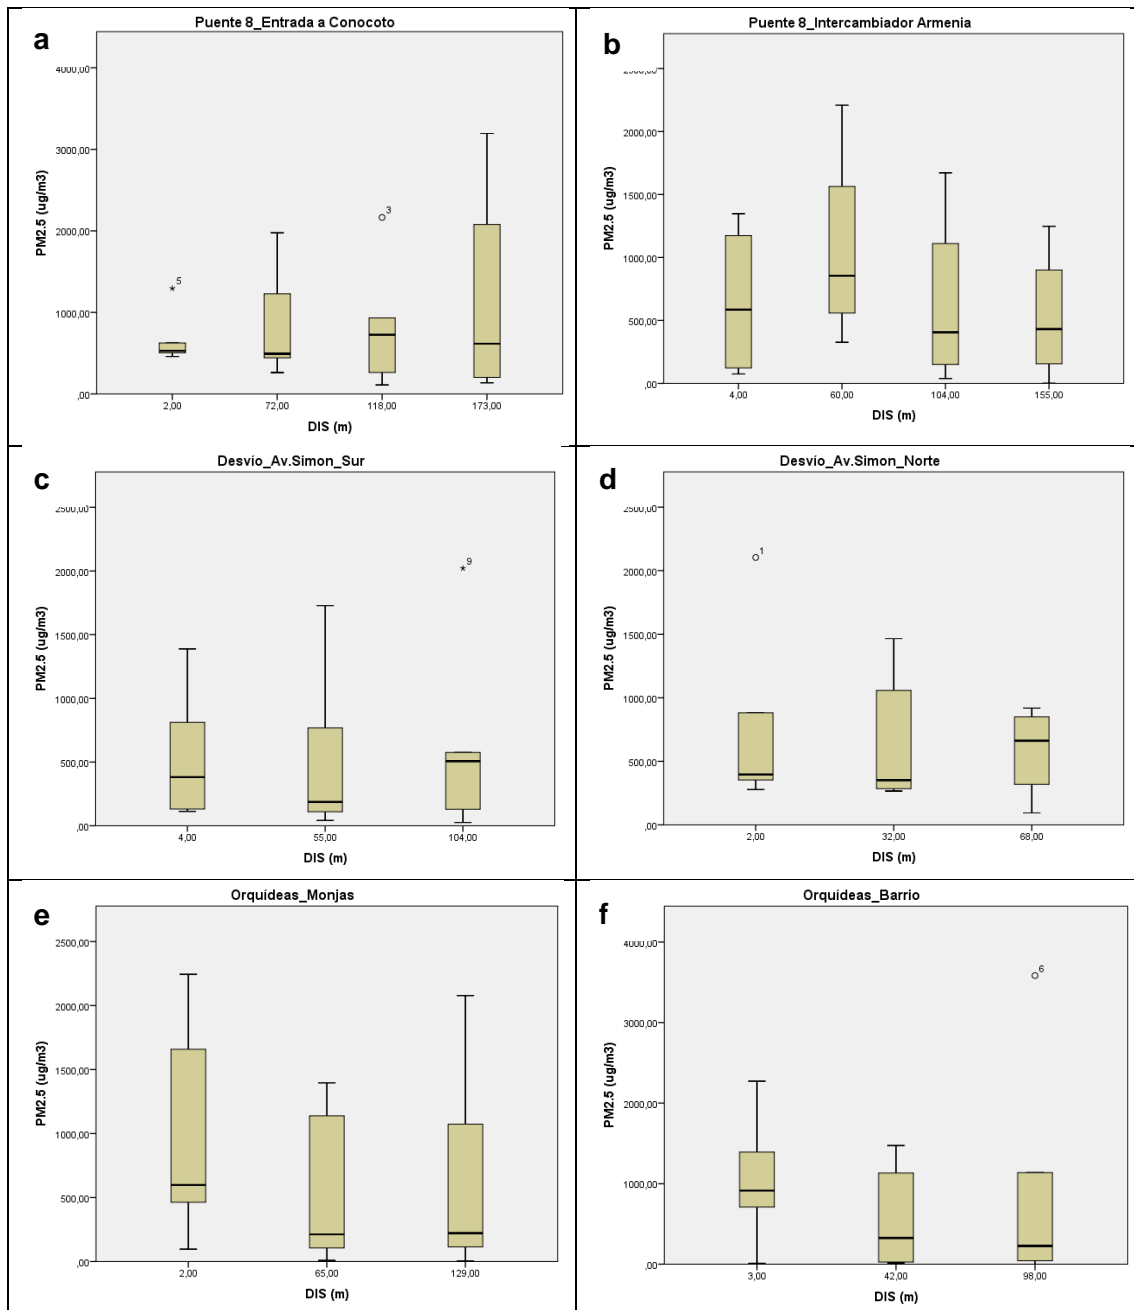 a
Puente 8_Entrada a Conocoto
PM2.5 (ug/m3)
3000,00
2000,00
1000,00
,00
5
3
2,00 72,00 118,00 173,00
DIS (m)
b
Puente 8_Intercambiador Armenia
PM2.5 (ug/m3)
2000,00
1500,00
1000,00
500,00
,00
4,00 60,00 104,00 155,00
DIS (m)
c
Desvío_Av.Simon_Sur
PM2.5 (ug/m3)
2500,00
2000,00
1500,00
1000,00
500,00
,00
9
4,00 55,00 104,00
DIS (m)
d
Desvío_Av.Simon_Norte
PM2.5 (ug/m3)
2500,00
2000,00
1500,00
1000,00
500,00
,00
1
2,00 32,00 68,00
DIS (m)
e
Orquídeas_Monjas
PM2.5 (ug/m3)
2500,00
2000,00
1500,00
1000,00
500,00
,00
2,00 65,00 129,00
DIS (m)
f
Orquídeas_Barrio
PM2.5 (ug/m3)
4000,00
3000,00
2000,00
1000,00
,00
6
3,00 42,00 98,00
DIS (m)